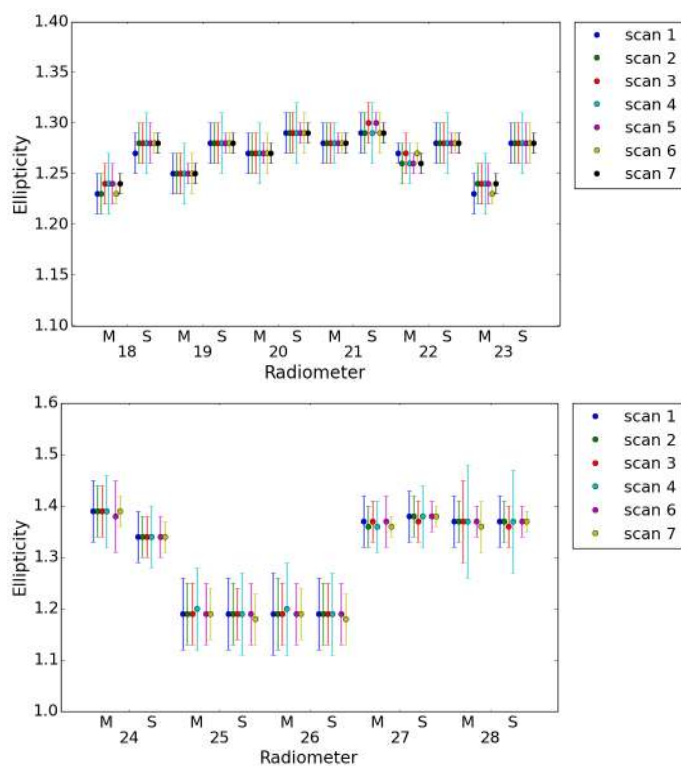 1.40
1.35
1.30
1.25
1.20
1.15
1.10
Ellipticity
M S M S M S M S M S M S
18 19 20 21 22 23
Radiometer
scan 1
scan 2
scan 3
scan 4
scan 5
scan 6
scan 7
1.6
1.5
1.4
1.3
1.2
1.1
1.0
Ellipticity
M S M S M S M S M S
24 25 26 27 28
Radiometer
scan 1
scan 2
scan 3
scan 4
scan 6
scan 7